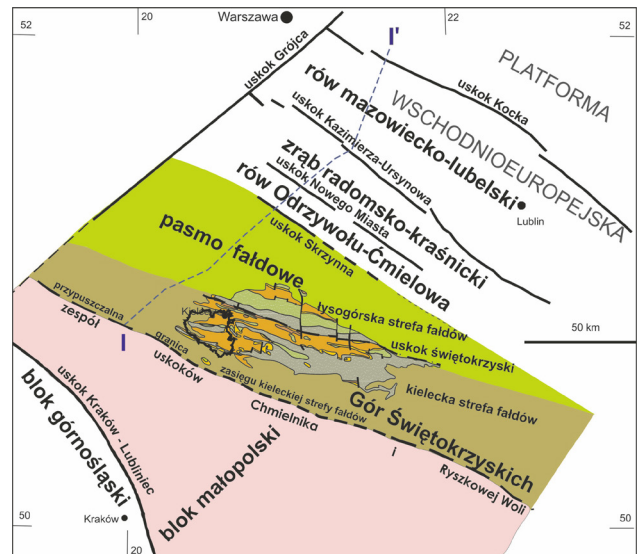 52
20
Warszawa
22
52
I'
uskok Grójca
PLATFORMA
WSCHODNIOEUROPEJSKA
uskok Kocka
rów mazowiecko-lubelski
Lublin
uskok Kazimierza-Ursynowa
zrąb radomsko-kraśnicki
uskok Nowego Miasta
rów Odrzywołu-Ćmielowa
uskok Skrzynna
pasmo fałdowe
łysogórska strefa fałdów
50 km
uskok świętokrzyski
przypuszczalna
granica
zasięgu kieleckiej strefy fałdów
kielecka strefa fałdów
Gór Świętokrzyskich
zespół
I
uskoków
Chmielnika
i
Ryszkowej Woli
uskok Kraków - Lubliniec
blok górnośląski
blok małopolski
50
Kraków
20
50